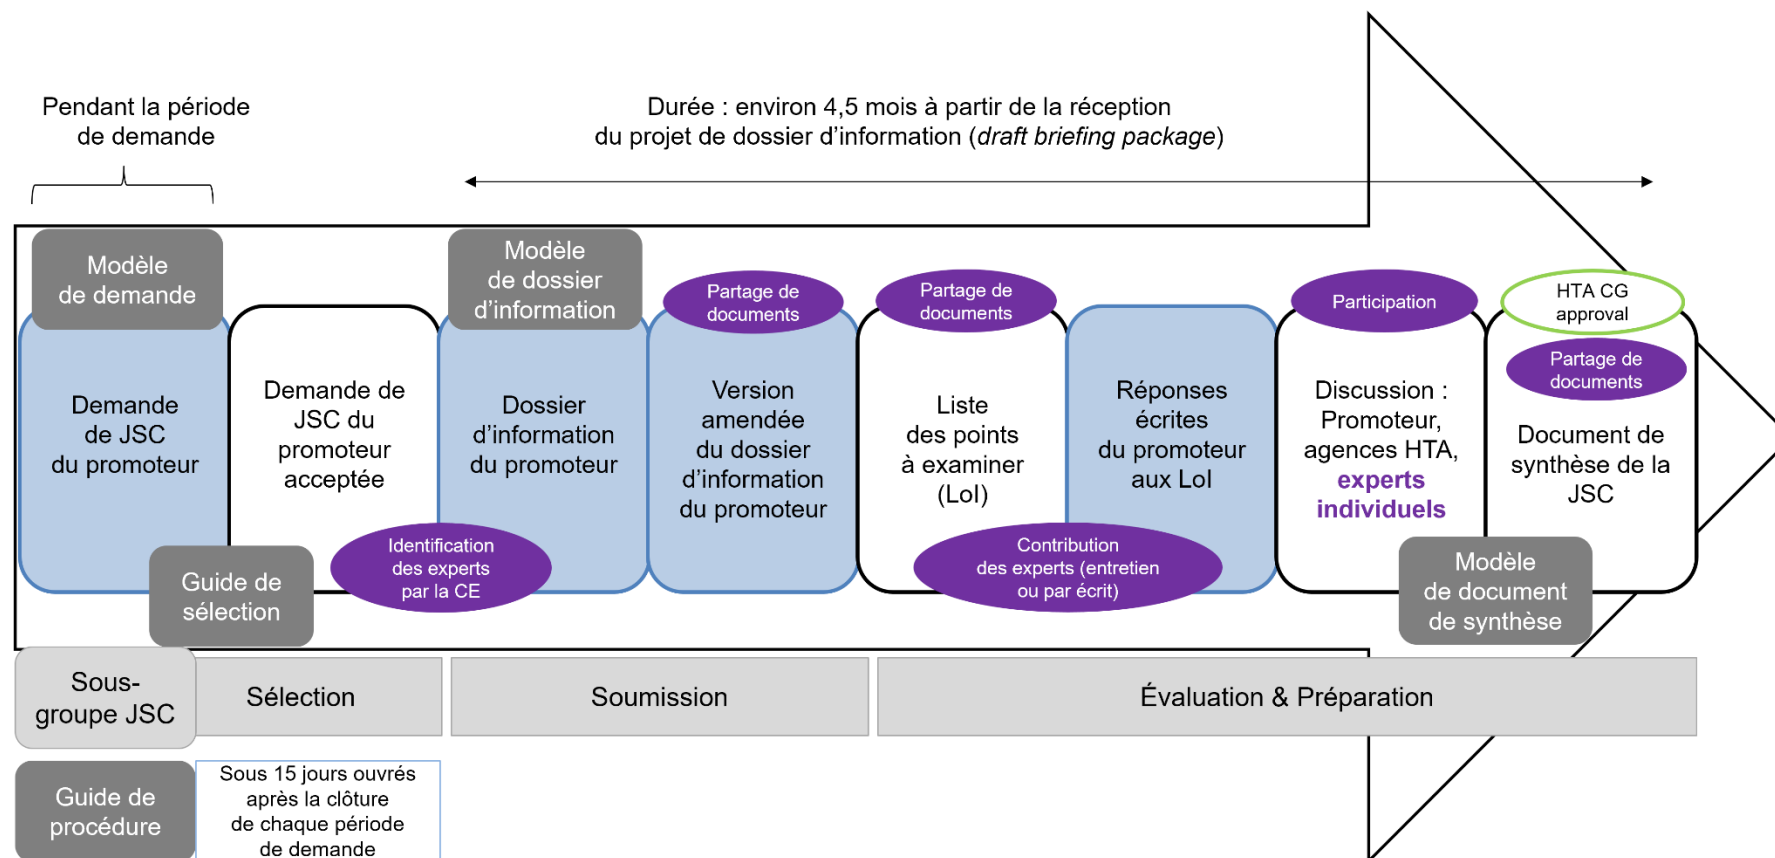 Pendant la période
de demande
Durée : environ 4,5 mois à partir de la réception
du projet de dossier d’information (draft briefing package)
Modèle
de demande
Modèle
de dossier
d’information
Partage de
documents
Partage de
documents
Participation
HTA CG
approval
Partage de
documents
Demande
de JSC
du promoteur
Demande de
JSC du
promoteur
acceptée
Dossier
d’information
du promoteur
Version
amendée
du dossier
d’information
du promoteur
Liste
des points
à examiner
(LoI)
Réponses
écrites
du promoteur
aux LoI
Discussion :
Promoteur,
agences HTA,
experts
individuels
Document de
synthèse de la
JSC
Guide de
sélection
Identification
des experts
par la CE
Contribution
des experts (entretien
ou par écrit)
Modèle
de document
de synthèse
Sous-
groupe JSC
Sélection
Soumission
Évaluation & Préparation
Guide de
procédure
Sous 15 jours ouvrés
après la clôture
de chaque période
de demande